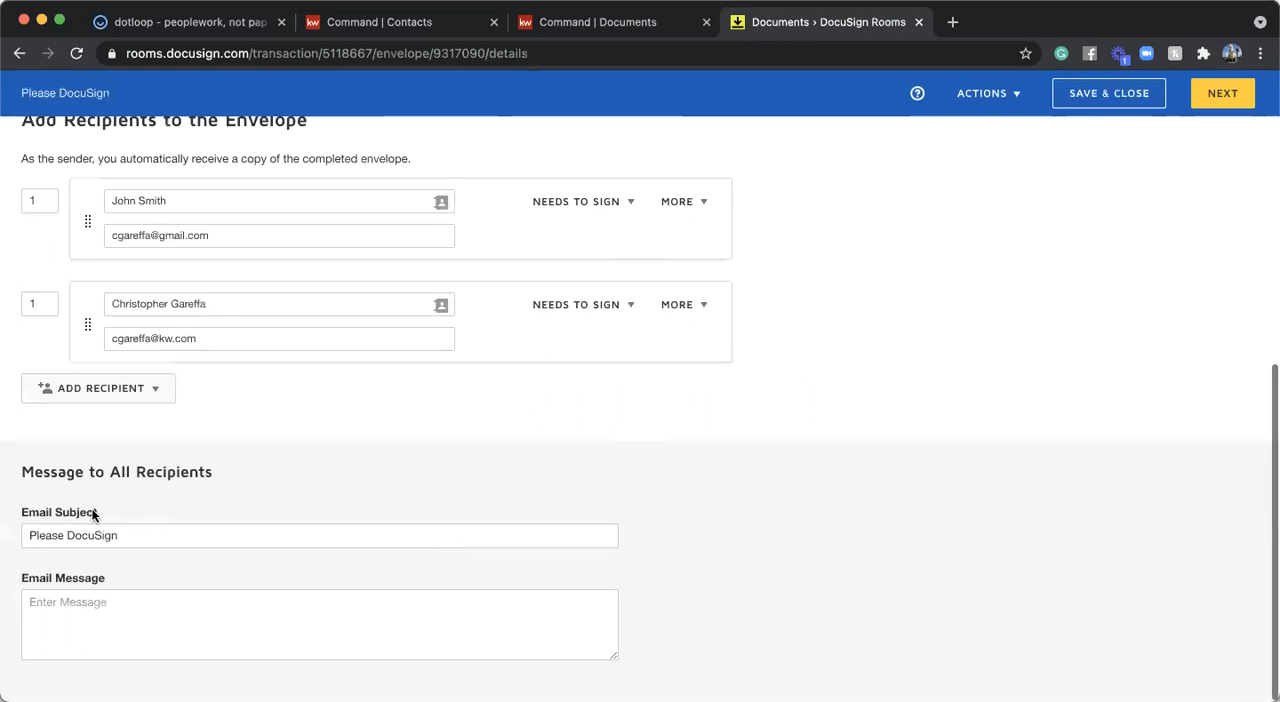 dotloop - peoplework, not pap
Command | Contacts
Command | Documents
Documents › DocuSign Rooms
rooms.docusign.com/transaction/5118667/envelope/9317090/details
1
Please DocuSign
ACTIONS
SAVE & CLOSE
NEXT
Add Recipients to the Envelope
As the sender, you automatically receive a copy of the completed envelope.
1
John Smith
NEEDS TO SIGN
MORE
cgareffa@gmail.com
1
Christopher Gareffa
NEEDS TO SIGN
MORE
cgareffa@kw.com
ADD RECIPIENT
Message to All Recipients
Email Subject
Please DocuSign
Email Message
Enter Message